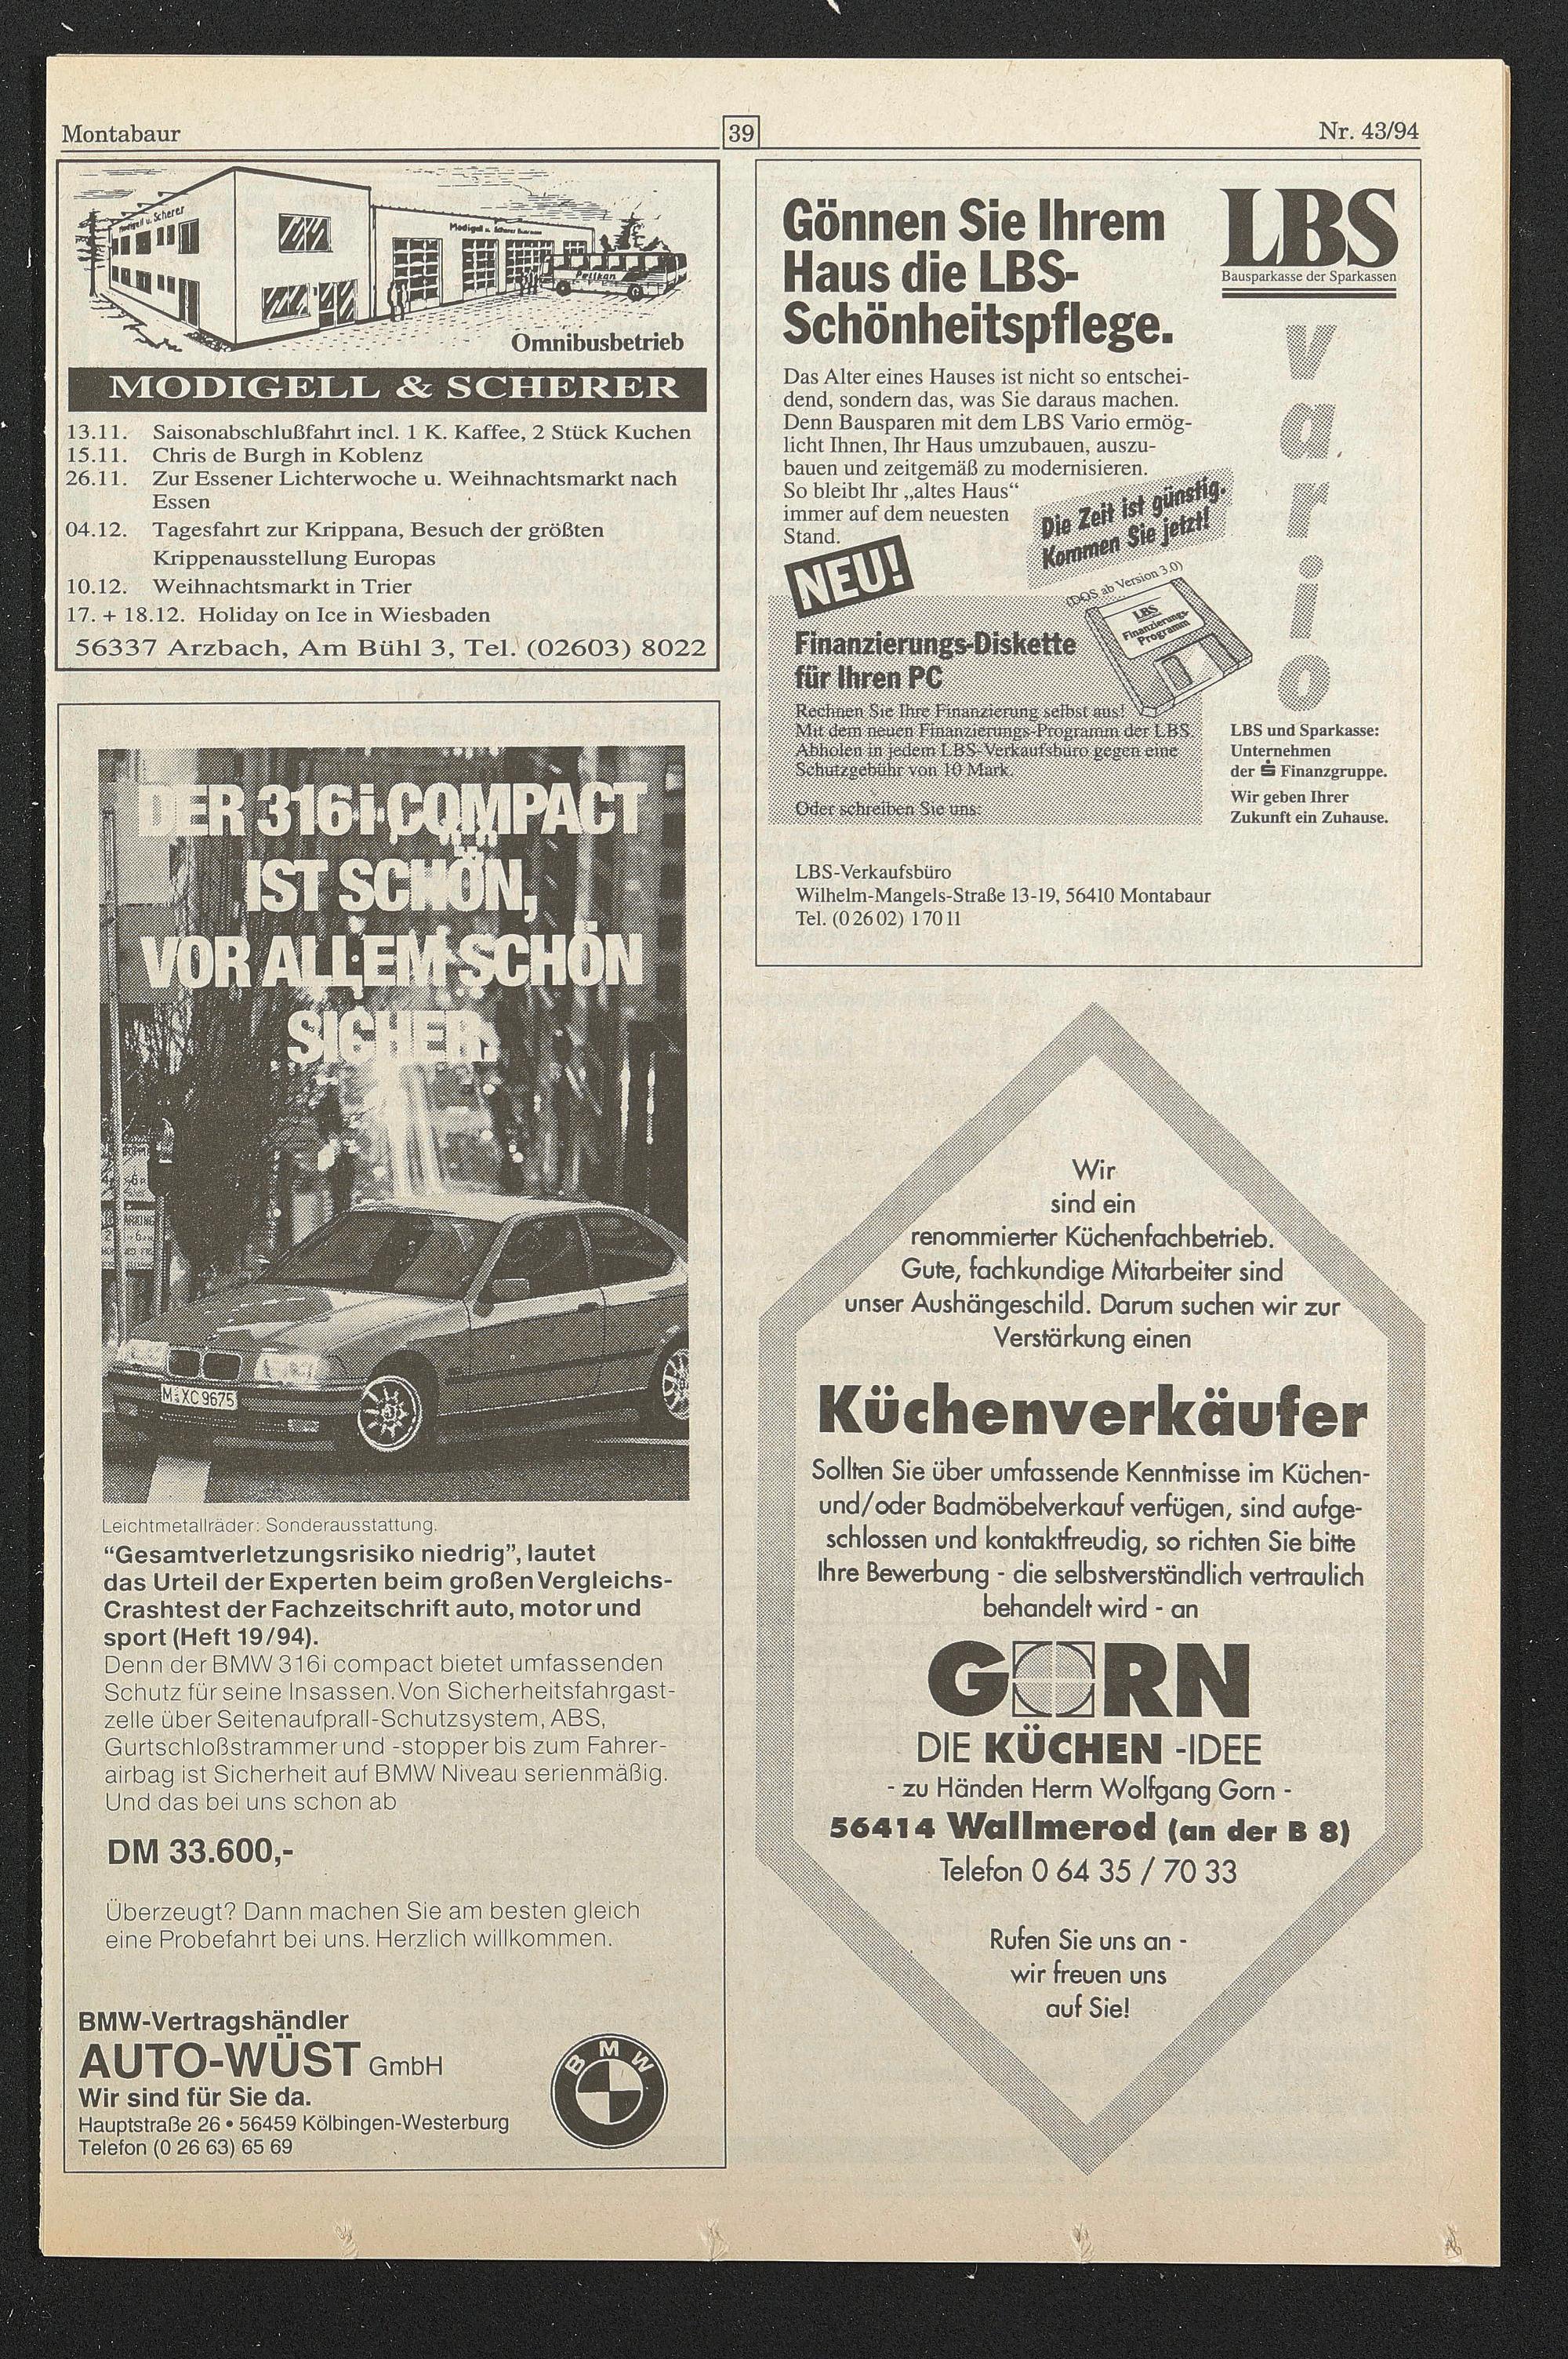 Montabaur
39
Nr. 43/94
Modigell u. Scherer
Modigell u. Scherer
Pelikan
Omnibusbetrieb
MODIGELL & SCHERER
13.11. Saisonabschlußfahrt incl. 1 K. Kaffee, 2 Stück Kuchen
15.11. Chris de Burgh in Koblenz
26.11. Zur Essener Lichterwoche u. Weihnachtsmarkt nach
Essen
04.12. Tagesfahrt zur Krippana, Besuch der größten
Krippenausstellung Europas
10.12. Weihnachtsmarkt in Trier
17. + 18.12. Holiday on Ice in Wiesbaden
56337 Arzbach, Am Bühl 3, Tel. (02603) 8022
DER 316i COMPACT
IST SCHÖN,
VOR ALLEM SCHÖN
SICHER.
M-XC 9675
Leichtmetallräder: Sonderausstattung.
“Gesamtverletzungsrisiko niedrig”, lautet
das Urteil der Experten beim großen Vergleichs-
Crashtest der Fachzeitschrift auto, motor und
sport (Heft 19/94).
Denn der BMW 316i compact bietet umfassenden
Schutz für seine Insassen. Von Sicherheitsfahrgast-
zelle über Seitenaufprall-Schutzsystem, ABS,
Gurtschloßstrammer und -stopper bis zum Fahrer-
airbag ist Sicherheit auf BMW Niveau serienmäßig.
Und das bei uns schon ab
DM 33.600,-
Überzeugt? Dann machen Sie am besten gleich
eine Probefahrt bei uns. Herzlich willkommen.
BMW-Vertragshändler
AUTO-WÜST GmbH
Wir sind für Sie da.
Hauptstraße 26 • 56459 Kölbingen-Westerburg
Telefon (0 26 63) 65 69
BMW
Gönnen Sie Ihrem
Haus die LBS-
Schönheitspflege.
LBS
Bausparkasse der Sparkassen
Vario
Das Alter eines Hauses ist nicht so entschei-
dend, sondern das, was Sie daraus machen.
Denn Bausparen mit dem LBS Vario ermög-
licht Ihnen, Ihr Haus umzubauen, auszu-
bauen und zeitgemäß zu modernisieren.
So bleibt Ihr „altes Haus“
immer auf dem neuesten
Stand.
Die Zeit ist günstig.
Kommen Sie jetzt!
NEU!
(DOS ab Version 3.0)
LBS
Finanzierungs-
Programm
Finanzierungs-Diskette
für Ihren PC
Rechnen Sie Ihre Finanzierung selbst aus!
Mit dem neuen Finanzierungs-Programm der LBS.
Abholen in jedem LBS-Verkaufsbüro gegen eine
Schutzgebühr von 10 Mark.
Oder schreiben Sie uns:
LBS und Sparkasse:
Unternehmen
der S Finanzgruppe.
Wir geben Ihrer
Zukunft ein Zuhause.
LBS-Verkaufsbüro
Wilhelm-Mangels-Straße 13-19, 56410 Montabaur
Tel. (0 26 02) 1 70 11
Wir
sind ein
renommierter Küchenfachbetrieb.
Gute, fachkundige Mitarbeiter sind
unser Aushängeschild. Darum suchen wir zur
Verstärkung einen
Küchenverkäufer
Sollten Sie über umfassende Kenntnisse im Küchen-
und/oder Badmöbelverkauf verfügen, sind aufge-
schlossen und kontaktfreudig, so richten Sie bitte
Ihre Bewerbung - die selbstverständlich vertraulich
behandelt wird - an
GORN
DIE KÜCHEN -IDEE
- zu Händen Herrn Wolfgang Gorn -
56414 Wallmerod (an der B 8)
Telefon 0 64 35 / 70 33
Rufen Sie uns an -
wir freuen uns
auf Sie!